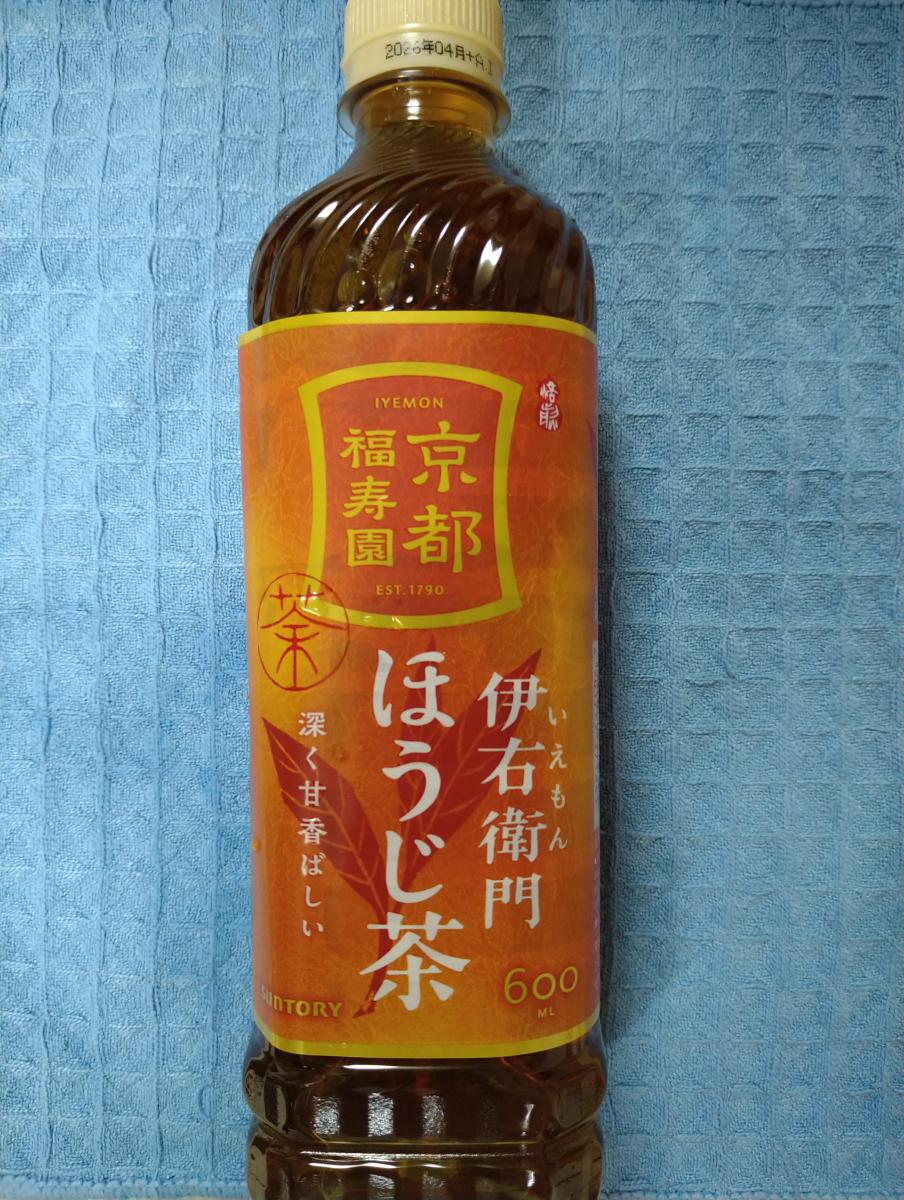 2026年04月
IYEMON
京都
福寿園
EST.1790
茶
いえもん
伊右衛門
ほうじ茶
深く甘香ばしい
SUNTORY
600
ML